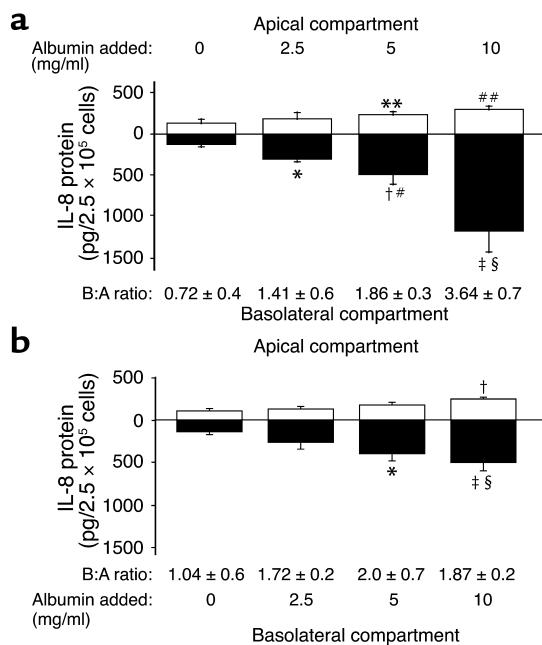 a
Apical compartment
Albumin added: 0 2.5 5 10
(mg/ml)
IL-8 protein
(pg/2.5 × 10⁵ cells)
500
0
500
1000
1500
** ##
*
† #
‡ §
B:A ratio: 0.72 ± 0.4 1.41 ± 0.6 1.86 ± 0.3 3.64 ± 0.7
Basolateral compartment
b
Apical compartment
IL-8 protein
(pg/2.5 × 10⁵ cells)
500
0
500
1000
1500
†
*
‡ §
B:A ratio: 1.04 ± 0.6 1.72 ± 0.2 2.0 ± 0.7 1.87 ± 0.2
Albumin added: 0 2.5 5 10
(mg/ml)
Basolateral compartment